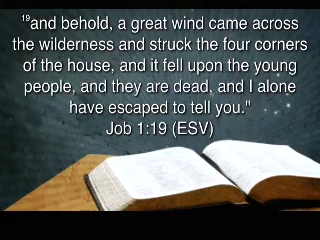 19and behold, a great wind came across
the wilderness and struck the four corners
of the house, and it fell upon the young
people, and they are dead, and I alone
have escaped to tell you."
Job 1:19 (ESV)